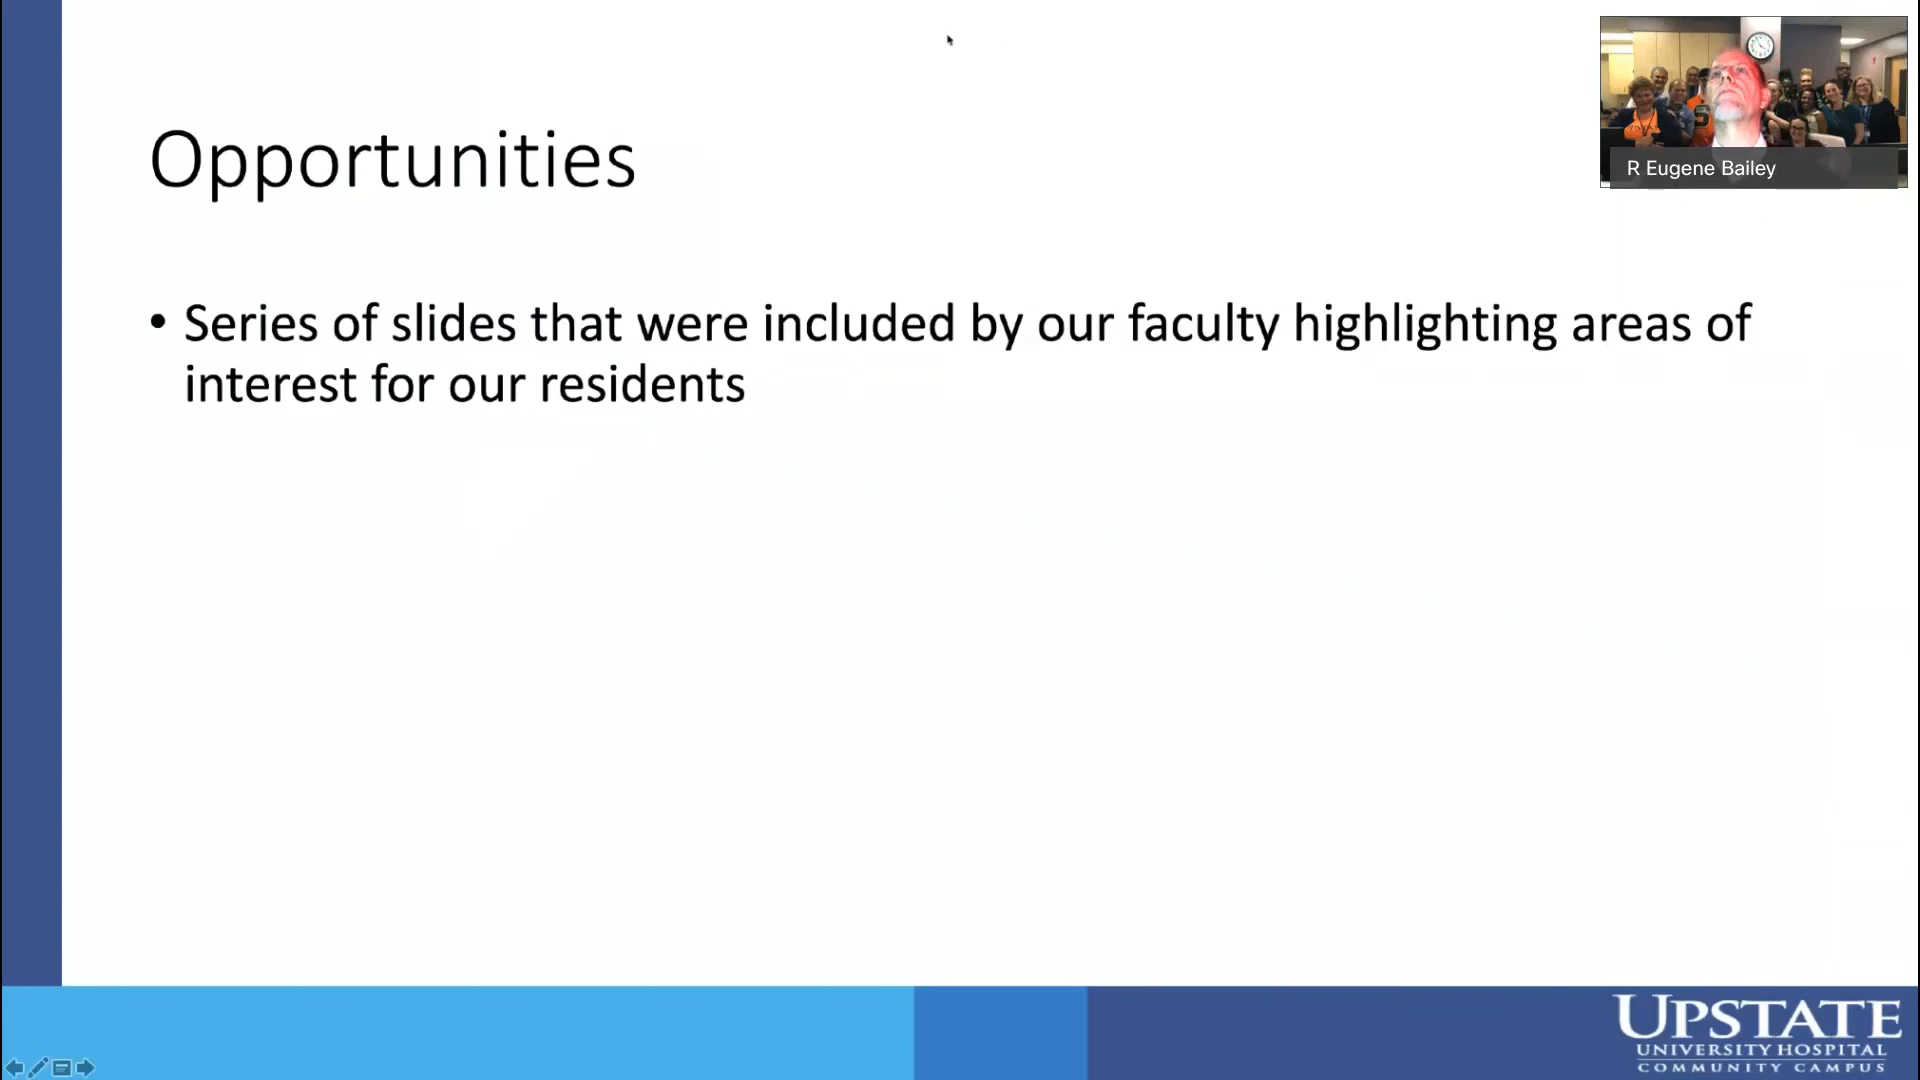 Opportunities
R Eugene Bailey
• Series of slides that were included by our faculty highlighting areas of
interest for our residents
UPSTATE
UNIVERSITY HOSPITAL
COMMUNITY CAMPUS